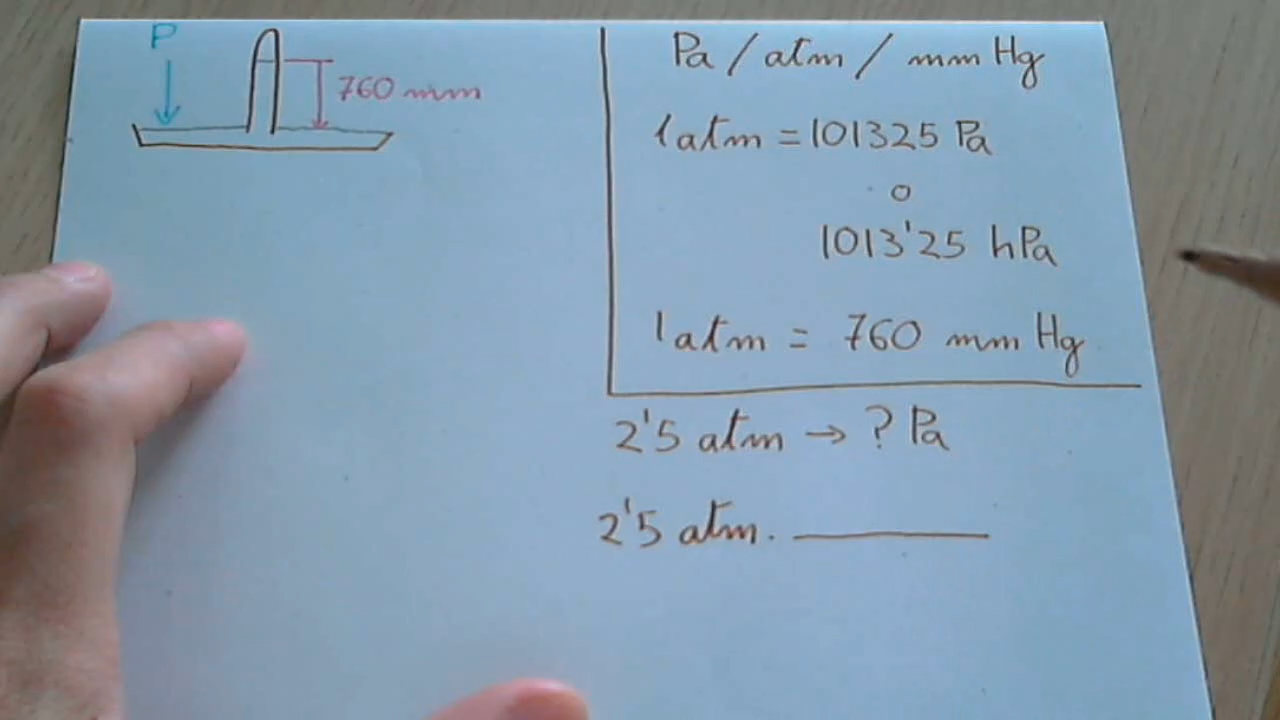 P
760 mm
Pa / atm / mm Hg
1 atm = 101325 Pa
o
1013'25 hPa
1 atm = 760 mm Hg
2'5 atm → ? Pa
2'5 atm .